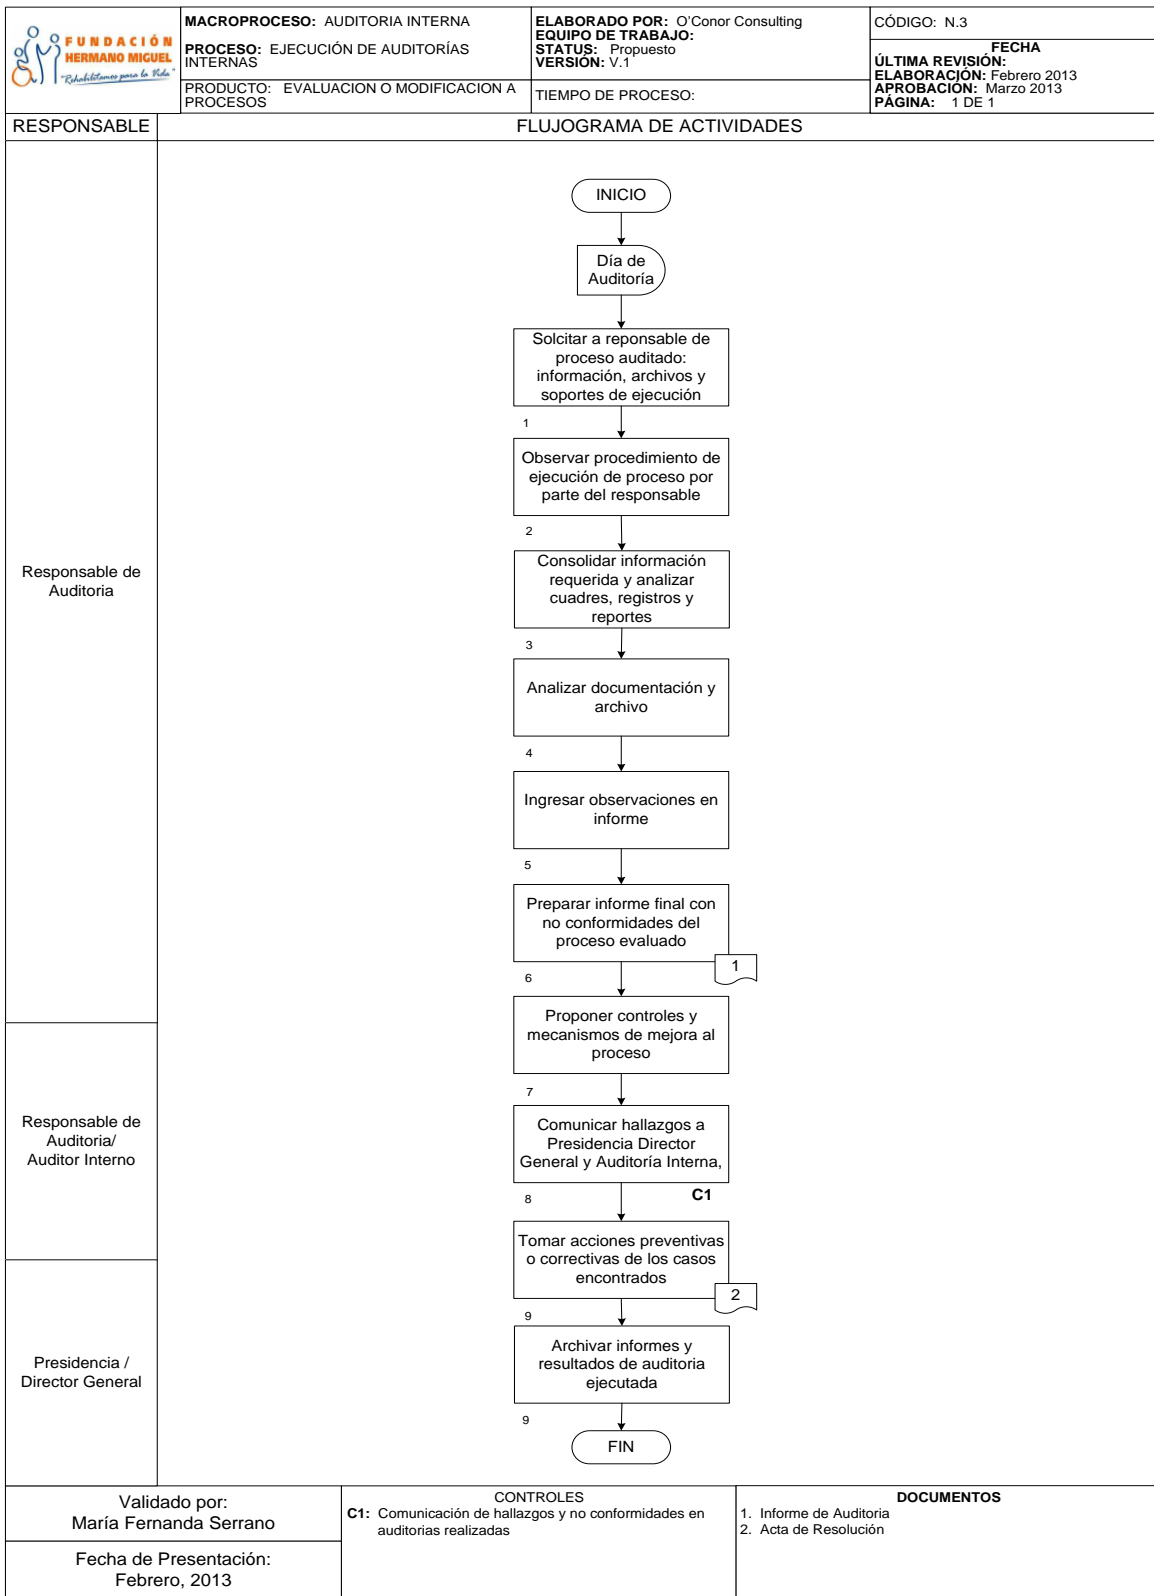 FUNDACIÓN
HERMANO MIGUEL
"Rehabilitamos para la Vida"
MACROPROCESO: AUDITORIA INTERNA
PROCESO: EJECUCIÓN DE AUDITORÍAS
INTERNAS
PRODUCTO: EVALUACION O MODIFICACION A
PROCESOS
ELABORADO POR: O'Conor Consulting
EQUIPO DE TRABAJO:
STATUS: Propuesto
VERSIÓN: V.1
TIEMPO DE PROCESO:
CÓDIGO: N.3
FECHA
ÚLTIMA REVISIÓN:
ELABORACIÓN: Febrero 2013
APROBACIÓN: Marzo 2013
PÁGINA: 1 DE 1
RESPONSABLE
FLUJOGRAMA DE ACTIVIDADES
INICIO
Día de
Auditoría
Solcitar a reponsable de
proceso auditado:
información, archivos y
soportes de ejecución
1
Observar procedimiento de
ejecución de proceso por
parte del responsable
2
Consolidar información
requerida y analizar
cuadres, registros y
reportes
Responsable de
Auditoria
3
Analizar documentación y
archivo
4
Ingresar observaciones en
informe
5
Preparar informe final con
no conformidades del
proceso evaluado
1
6
Proponer controles y
mecanismos de mejora al
proceso
7
Responsable de
Auditoria/
Auditor Interno
Comunicar hallazgos a
Presidencia Director
General y Auditoría Interna,
8
C1
Tomar acciones preventivas
o correctivas de los casos
encontrados
2
9
Presidencia /
Director General
Archivar informes y
resultados de auditoria
ejecutada
9
FIN
Validado por:
María Fernanda Serrano
Fecha de Presentación:
Febrero, 2013
CONTROLES
C1: Comunicación de hallazgos y no conformidades en
auditorias realizadas
DOCUMENTOS
1. Informe de Auditoria
2. Acta de Resolución